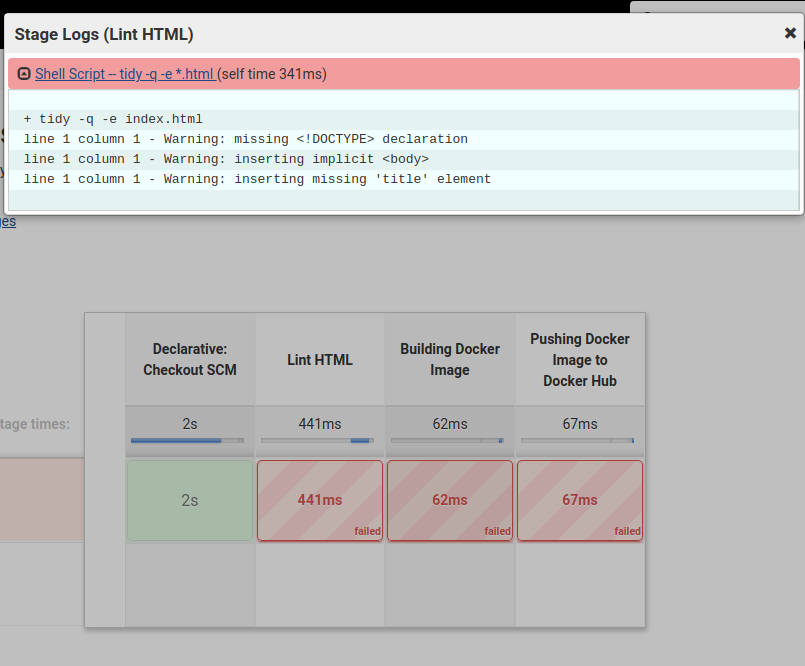 Stage Logs (Lint HTML)
Shell Script -- tidy -q -e *.html (self time 341ms)
+ tidy -q -e index.html
line 1 column 1 - Warning: missing <!DOCTYPE> declaration
line 1 column 1 - Warning: inserting implicit <body>
line 1 column 1 - Warning: inserting missing 'title' element
Declarative:
Checkout SCM
Lint HTML
Building Docker
Image
Pushing Docker
Image to
Docker Hub
tage times:
2s
441ms
62ms
67ms
2s
441ms
62ms
67ms
failed
failed
failed